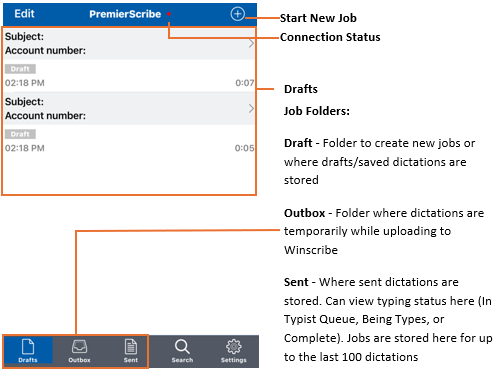 Edit PremierScribe
Start New Job
Connection Status
Subject:
Account number:
Draft
02:18 PM 0:07
Subject:
Account number:
Draft
02:18 PM 0:05
Drafts
Job Folders:
Draft - Folder to create new jobs or
where drafts/saved dictations are
stored
Outbox - Folder where dictations are
temporarily while uploading to
Winscribe
Sent - Where sent dictations are
stored. Can view typing status here (In
Typist Queue, Being Types, or
Complete). Jobs are stored here for up
to the last 100 dictations
Drafts Outbox Sent Search Settings